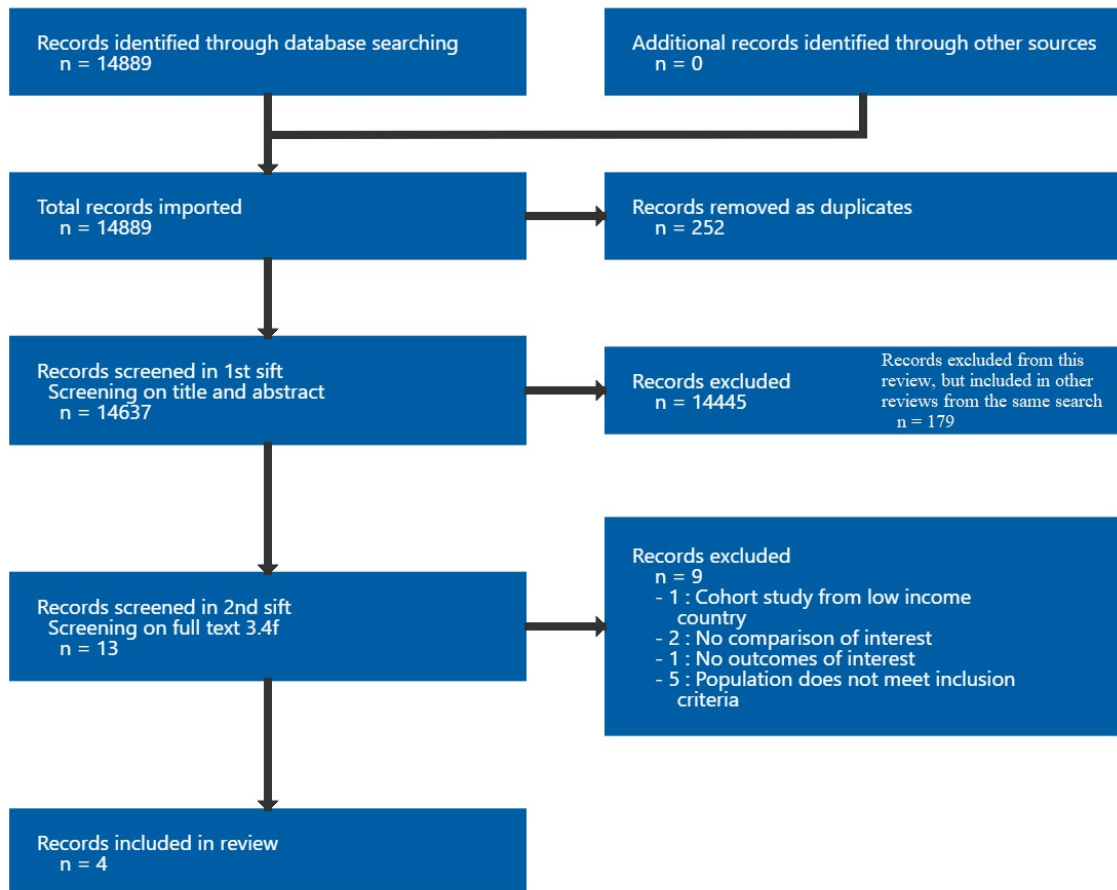 Records identified through database searching
n = 14889
Additional records identified through other sources
n = 0
Total records imported
n = 14889
Records removed as duplicates
n = 252
Records screened in 1st sift
Screening on title and abstract
n = 14637
Records excluded
n = 14445
Records excluded from this
review, but included in other
reviews from the same search
n = 179
Records screened in 2nd sift
Screening on full text 3.4f
n = 13
Records excluded
n = 9
- 1 : Cohort study from low income
country
- 2 : No comparison of interest
- 1 : No outcomes of interest
- 5 : Population does not meet inclusion
criteria
Records included in review
n = 4